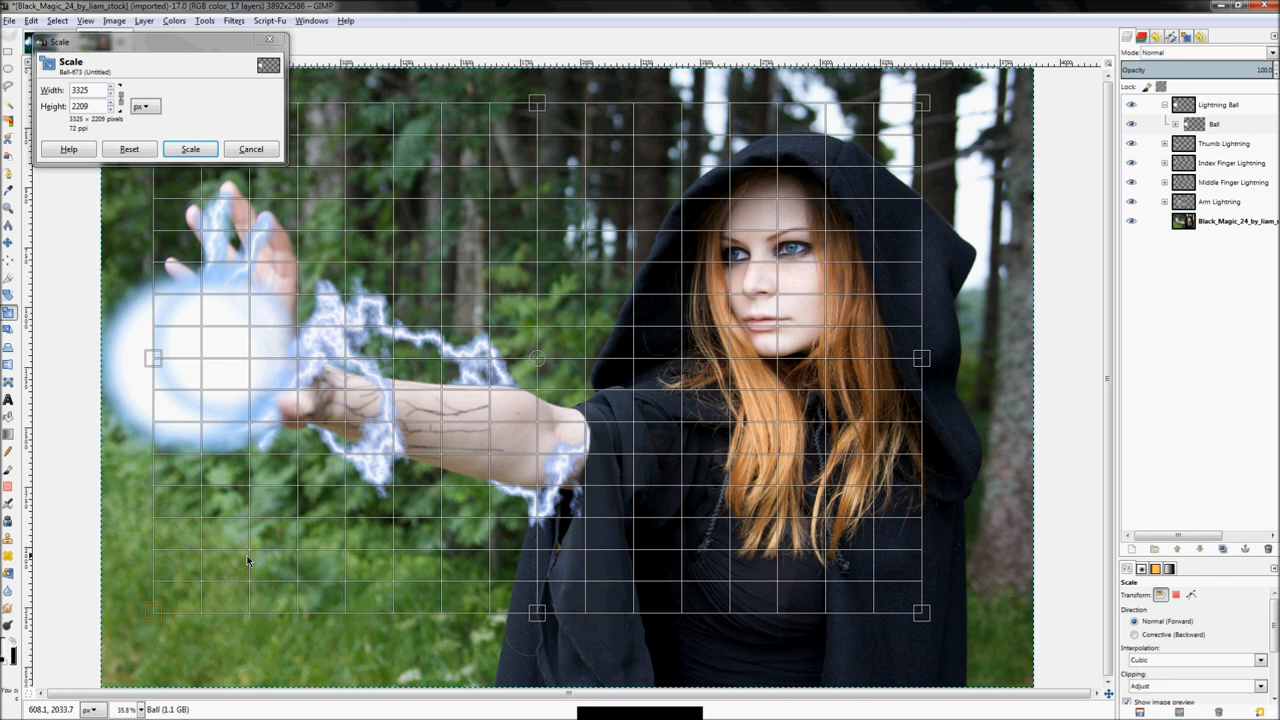 *[Black_Magic_24_by_liam_stock] (imported)-17.0 (RGB color, 17 layers) 3892x2586 – GIMP
File Edit Select View Image Layer Colors Tools Filters Script-Fu Windows Help
Scale
Scale
Ball-673 (Untitled)
Width: 3325
Height: 2209
px
3325 × 2209 pixels
72 ppi
Help Reset Scale Cancel
Mode: Normal
Opacity 100.0
Lock:
Lightning Ball
Ball
Thumb Lightning
Index Finger Lightning
Middle Finger Lightning
Arm Lightning
Black_Magic_24_by_liam_s
Scale
Transform:
Direction
Normal (Forward)
Corrective (Backward)
Interpolation:
Cubic
Clipping:
Adjust
Show image preview
608.1, 2033.7 px 35.8 % Ball (1.1 GB)